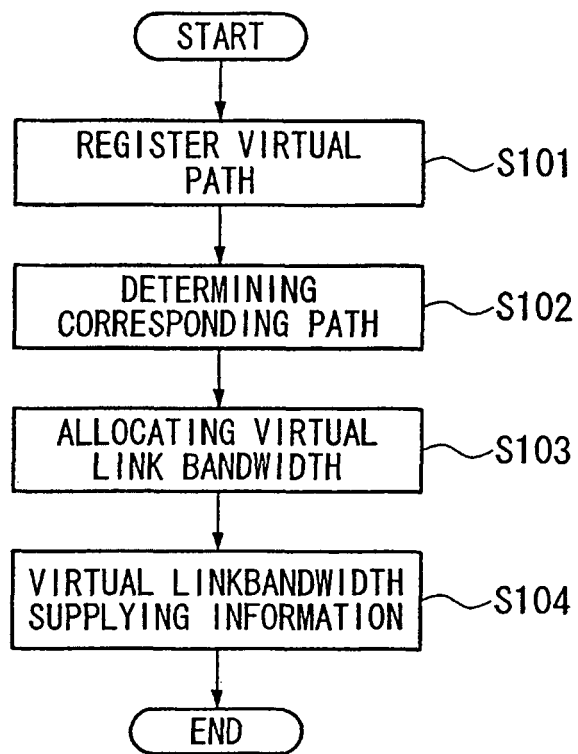 START
REGISTER VIRTUAL
PATH
S101
DETERMINING
CORRESPONDING PATH
S102
ALLOCATING VIRTUAL
LINK BANDWIDTH
S103
VIRTUAL LINKBANDWIDTH
SUPPLYING INFORMATION
S104
END